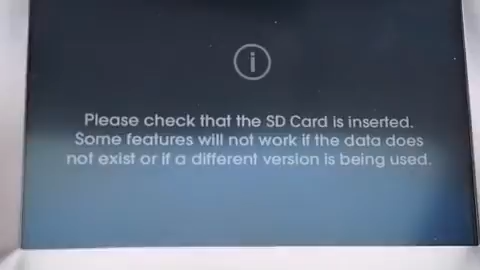 Please check that the SD Card is inserted.
Some features will not work if the data does
not exist or if a different version is being used.